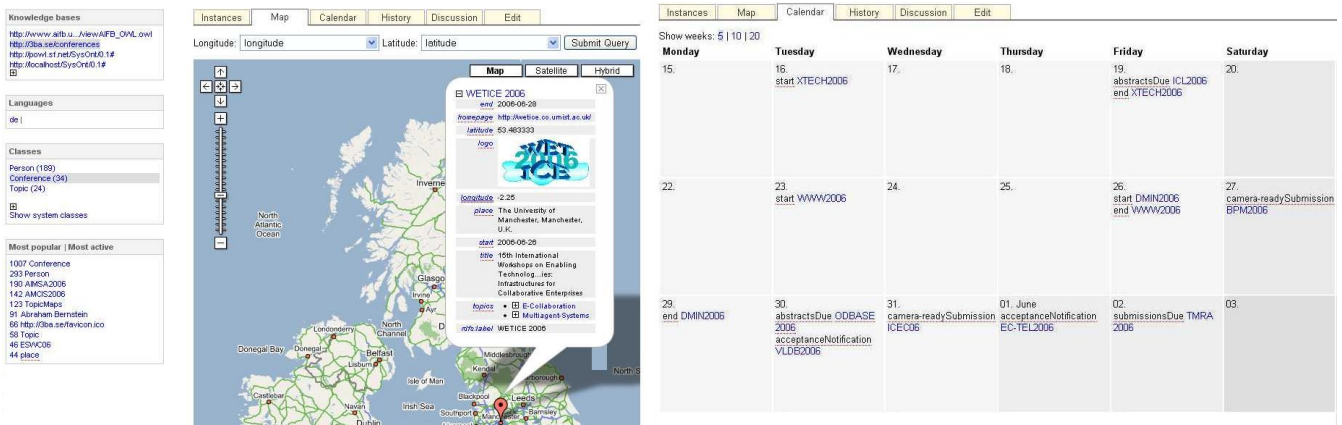 Knowledge bases
http://www.aifb.u.../viewAIFB_OWL.owl
http://3ba.se/conferences
http://powl.sf.net/SysOnt/0.1#
http://localhost/SysOnt/0.1#
Languages
de |
Classes
Person (189)
Conference (34)
Topic (24)
Show system classes
Most popular | Most active
1007 Conference
293 Person
190 AIMSA2006
142 AMCIS2006
123 TopicMaps
91 Abraham Bernstein
66 http://3ba.se/favicon.ico
58 Topic
46 ESWC06
44 place
Instances Map Calendar History Discussion Edit
Longitude: longitude Latitude: latitude Submit Query
Map Satellite Hybrid
WETICE 2006
end 2006-06-28
homepage http://wetice.co.umist.ac.uk/
latitude 53.483333
logo WET 2006 ICE
longitude -2.25
place The University of
Manchester, Manchester,
U.K.
start 2006-06-26
title 15th International
Workshops on Enabling
Technolog...ies:
Infrastructures for
Collaborative Enterprises
topics E-Collaboration
Multiagent-Systems
rdfs:label WETICE 2006
Inverne
North
Atlantic
Ocean
Glasgo
Irvine
Ayr
North
Channel
D
Londonderry
Donegal Bay
Donegal
Belfast
Lisburn
Middlesbrough
Kendal
arborough
North S
Isle of Man
Castlebar
Navan
Irish Sea
Blackpool
Leeds
Southport
Manchester
Barnsley
Dublin
Instances Map Calendar History Discussion Edit
Show weeks: 5 | 10 | 20
Monday Tuesday Wednesday Thursday Friday Saturday
15. 16. 17. 18. 19. 20.
start XTECH2006
abstractsDue ICL2006
end XTECH2006
22. 23. 24. 25. 26. 27.
start WWW2006
start DMIN2006
end WWW2006
camera-readySubmission
BPM2006
29. 30. 31. 01. June 02. 03.
end DMIN2006
abstractsDue ODBASE
2006
acceptanceNotification
VLDB2006
camera-readySubmission
ICEC06
acceptanceNotification
EC-TEL2006
submissionsDue TMRA
2006